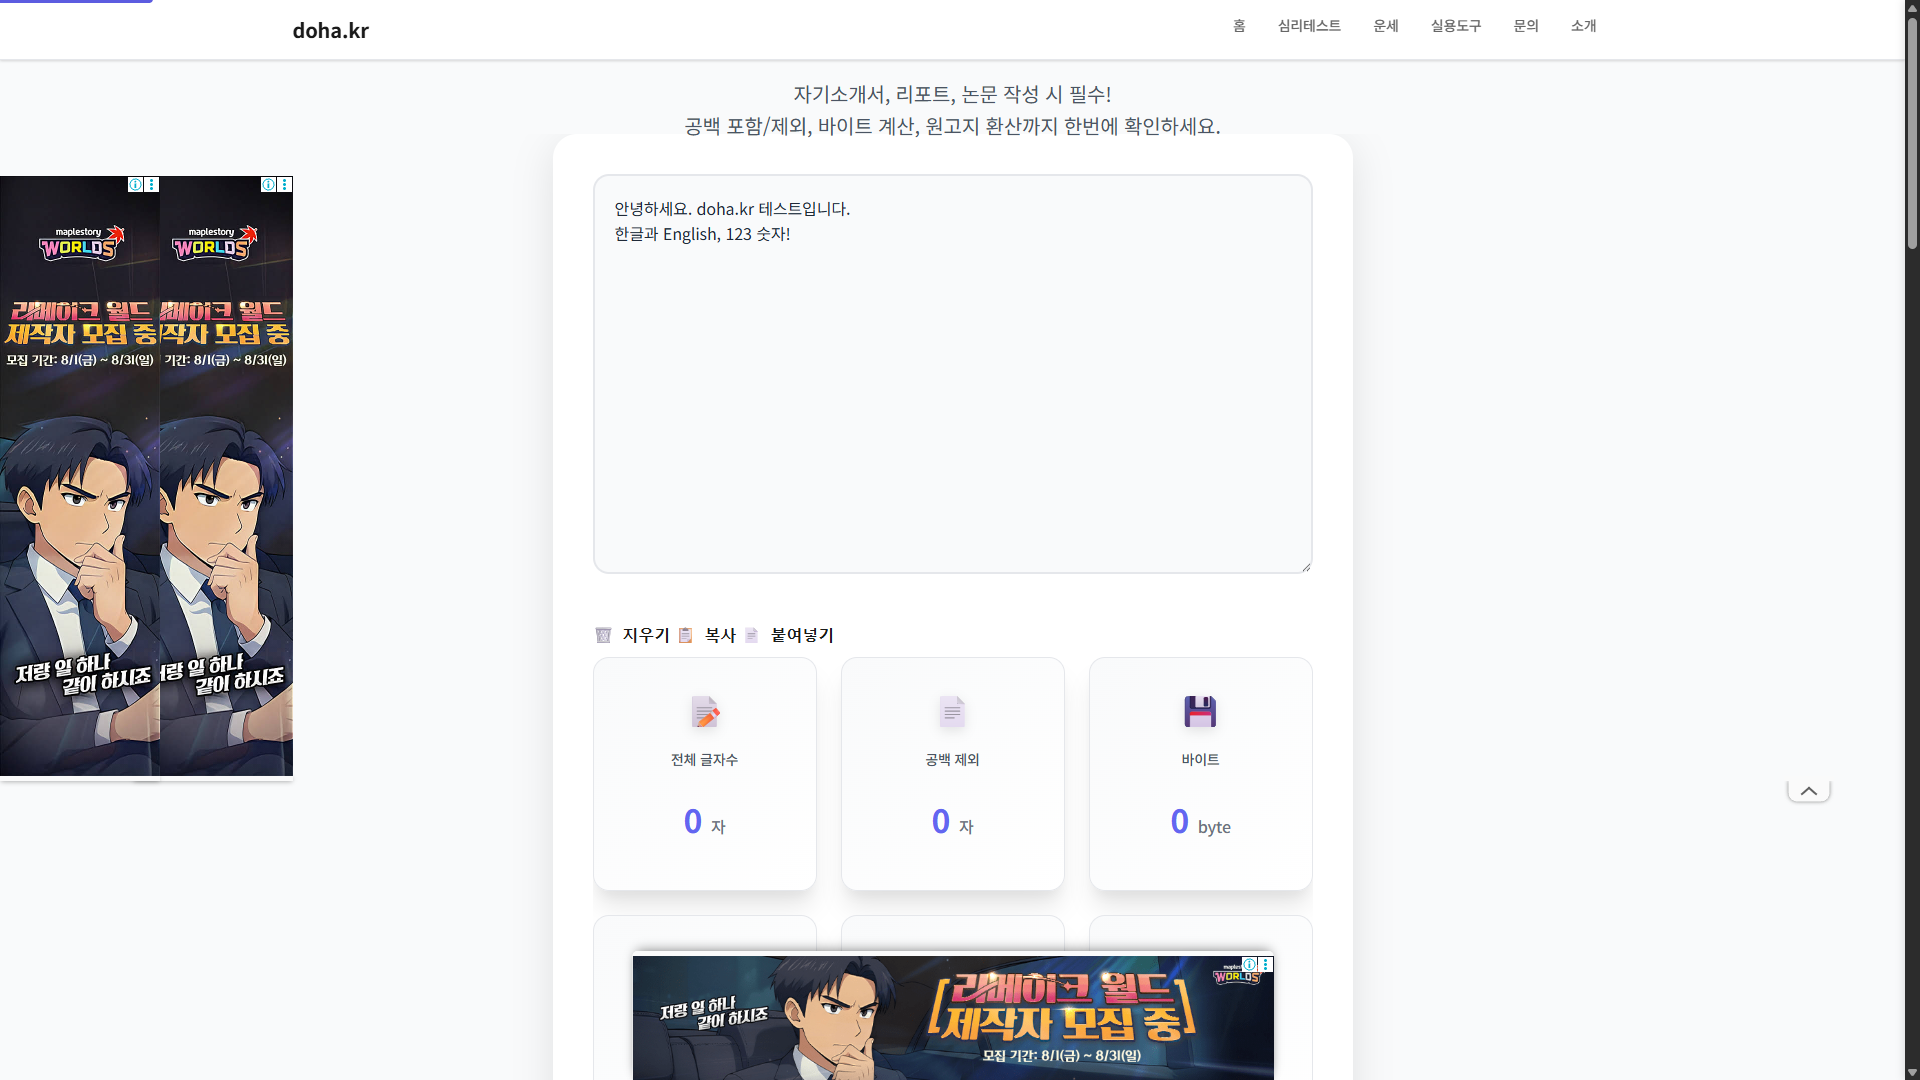 doha.kr
홈
심리테스트
운세
실용도구
문의
소개
자기소개서, 리포트, 논문 작성 시 필수!
공백 포함/제외, 바이트 계산, 원고지 환산까지 한번에 확인하세요.
maplestory
WORLDS
리메이크 월드
제작자 모집 중
모집 기간: 8/1(금) ~ 8/31(일)
저랑 일 하나
같이 하시죠
maplestory
WORLDS
리메이크 월드
제작자 모집 중
기간: 8/1(금) ~ 8/31(일)
일 하나
같이 하시죠
안녕하세요. doha.kr 테스트입니다.
한글과 English, 123 숫자!
지우기
복사
붙여넣기
전체 글자수
0 자
공백 제외
0 자
바이트
0 byte
저랑 일 하나
같이 하시죠
[리메이크 월드
제작자 모집 중]
모집 기간: 8/1(금) ~ 8/31(일)
WORLDS